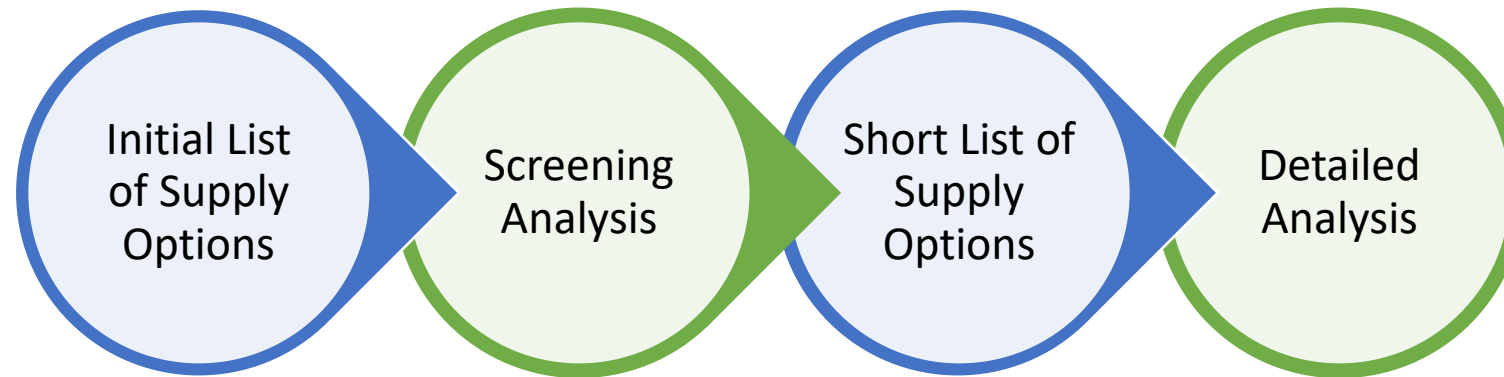 Initial List
of Supply
Options
Screening
Analysis
Short List of
Supply
Options
Detailed
Analysis